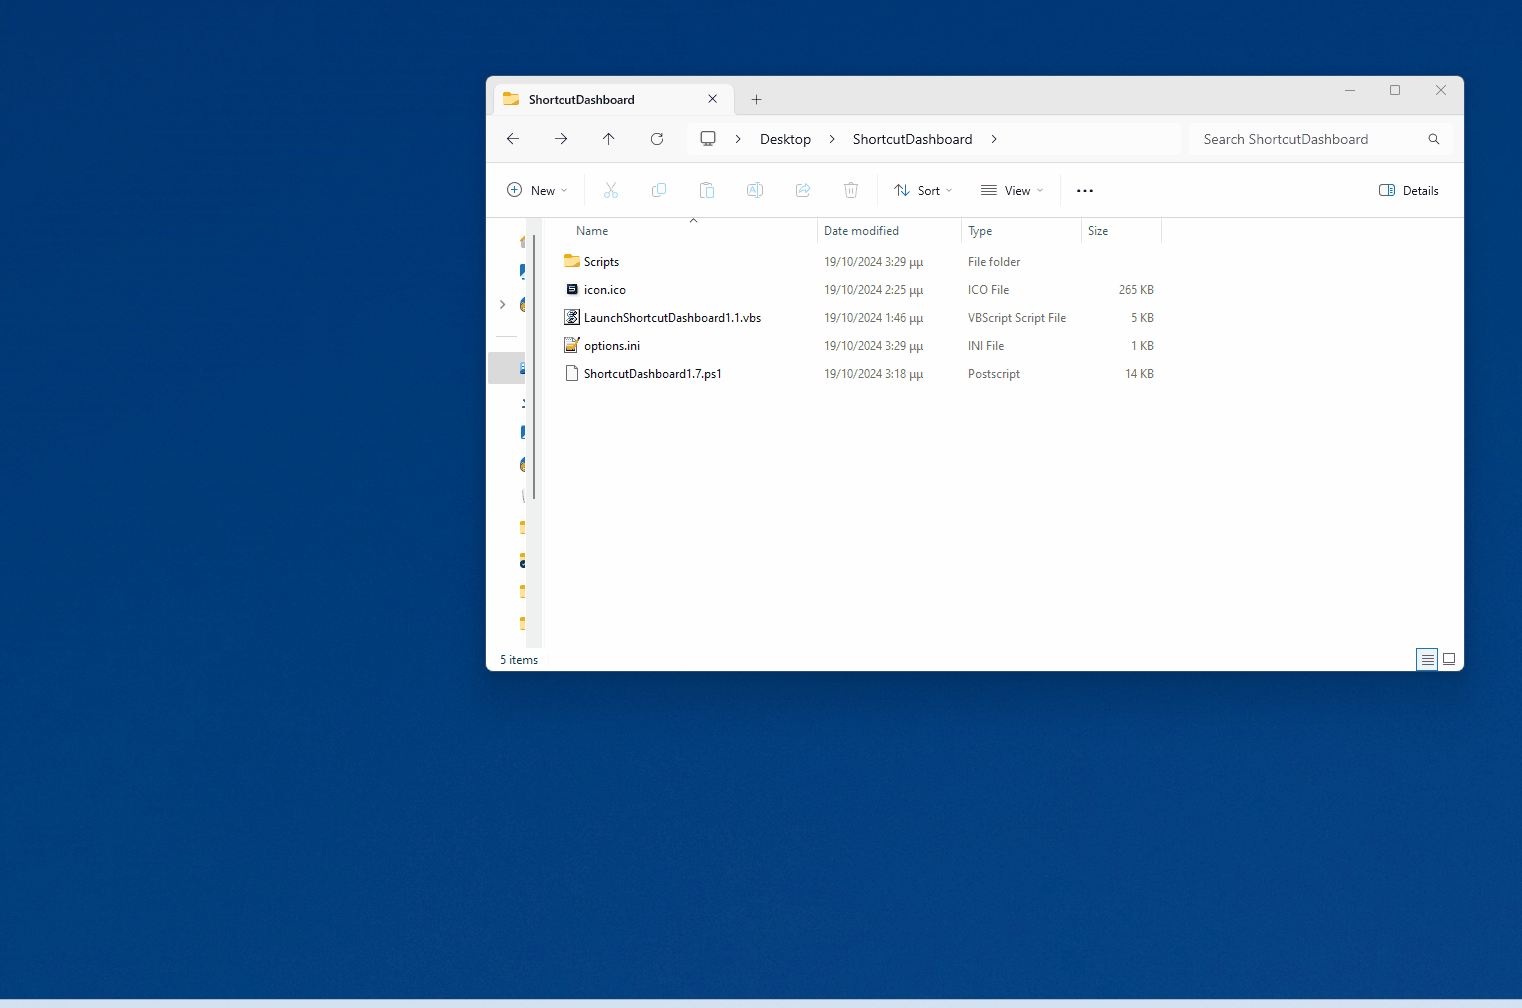 ShortcutDashboard
Desktop ShortcutDashboard
Search ShortcutDashboard
New Sort View Details
Name Date modified Type Size
Scripts 19/10/2024 3:29 μμ File folder
icon.ico 19/10/2024 2:25 μμ ICO File 265 KB
LaunchShortcutDashboard1.1.vbs 19/10/2024 1:46 μμ VBScript Script File 5 KB
options.ini 19/10/2024 3:29 μμ INI File 1 KB
ShortcutDashboard1.7.ps1 19/10/2024 3:18 μμ Postscript 14 KB
5 items